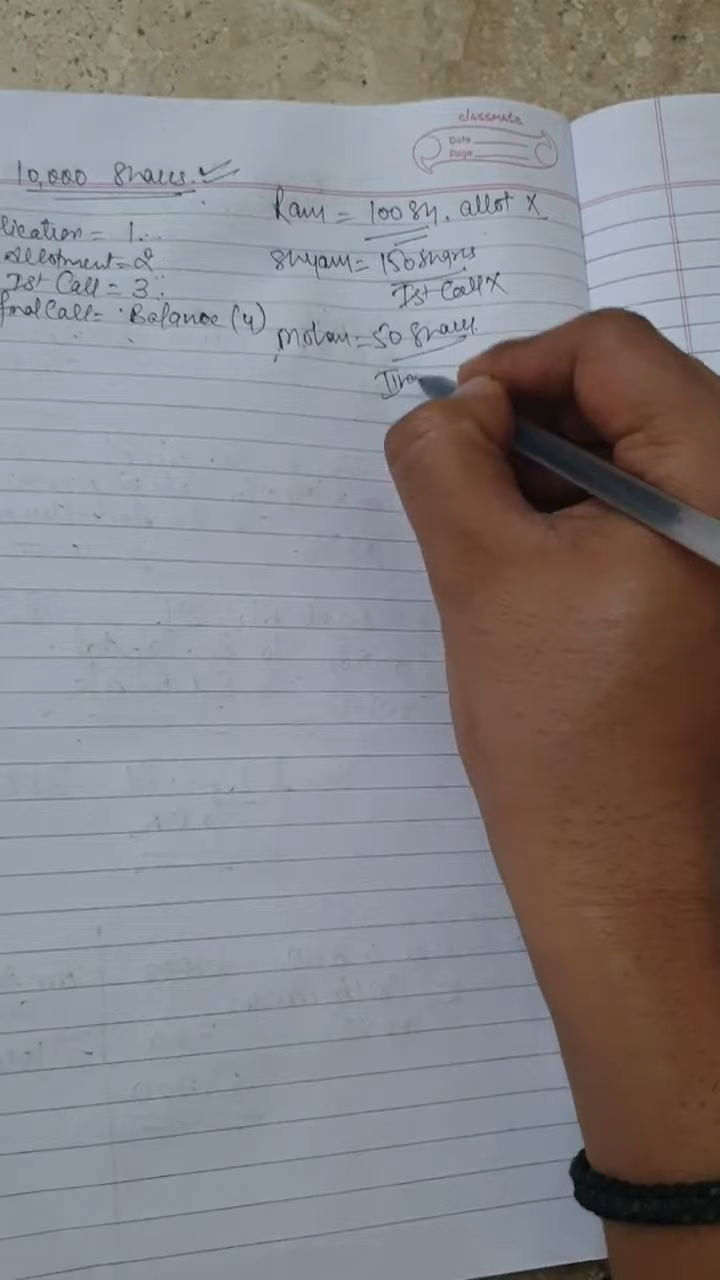 classmate
Date
Page
10,000 Shares.
lication = 1.
Allotment = 2
Ist Call = 3
final Call = Balance (4)
Ram = 100 Sh. allot X
Shyam = 150 Shares
Ist Call X
Mohan = 50 Shares.